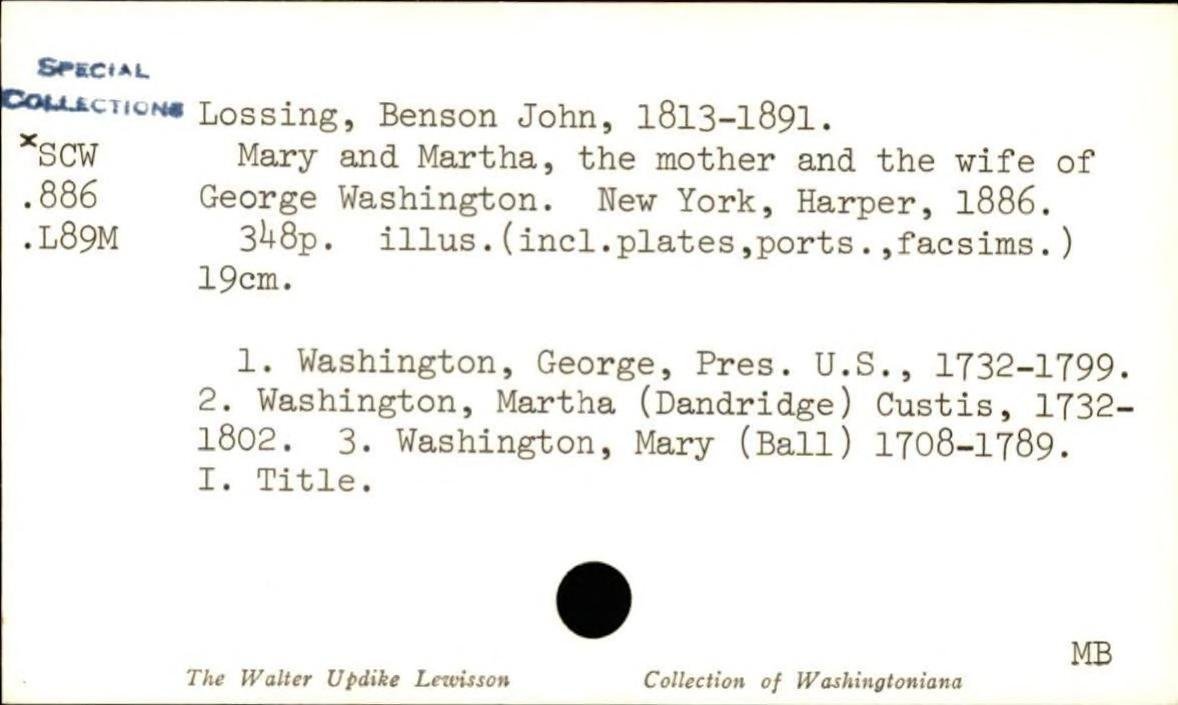 SPECIAL
COLLECTIONS
Lossing, Benson John, 1813-1891.
xSCW
Mary and Martha, the mother and the wife of
.886
George Washington. New York, Harper, 1886.
.L89M
348p. illus.(incl.plates,ports.,facsims.)
19cm.
1. Washington, George, Pres. U.S., 1732-1799.
2. Washington, Martha (Dandridge) Custis, 1732-
1802. 3. Washington, Mary (Ball) 1708-1789.
I. Title.
MB
The Walter Updike Lewisson Collection of Washingtoniana